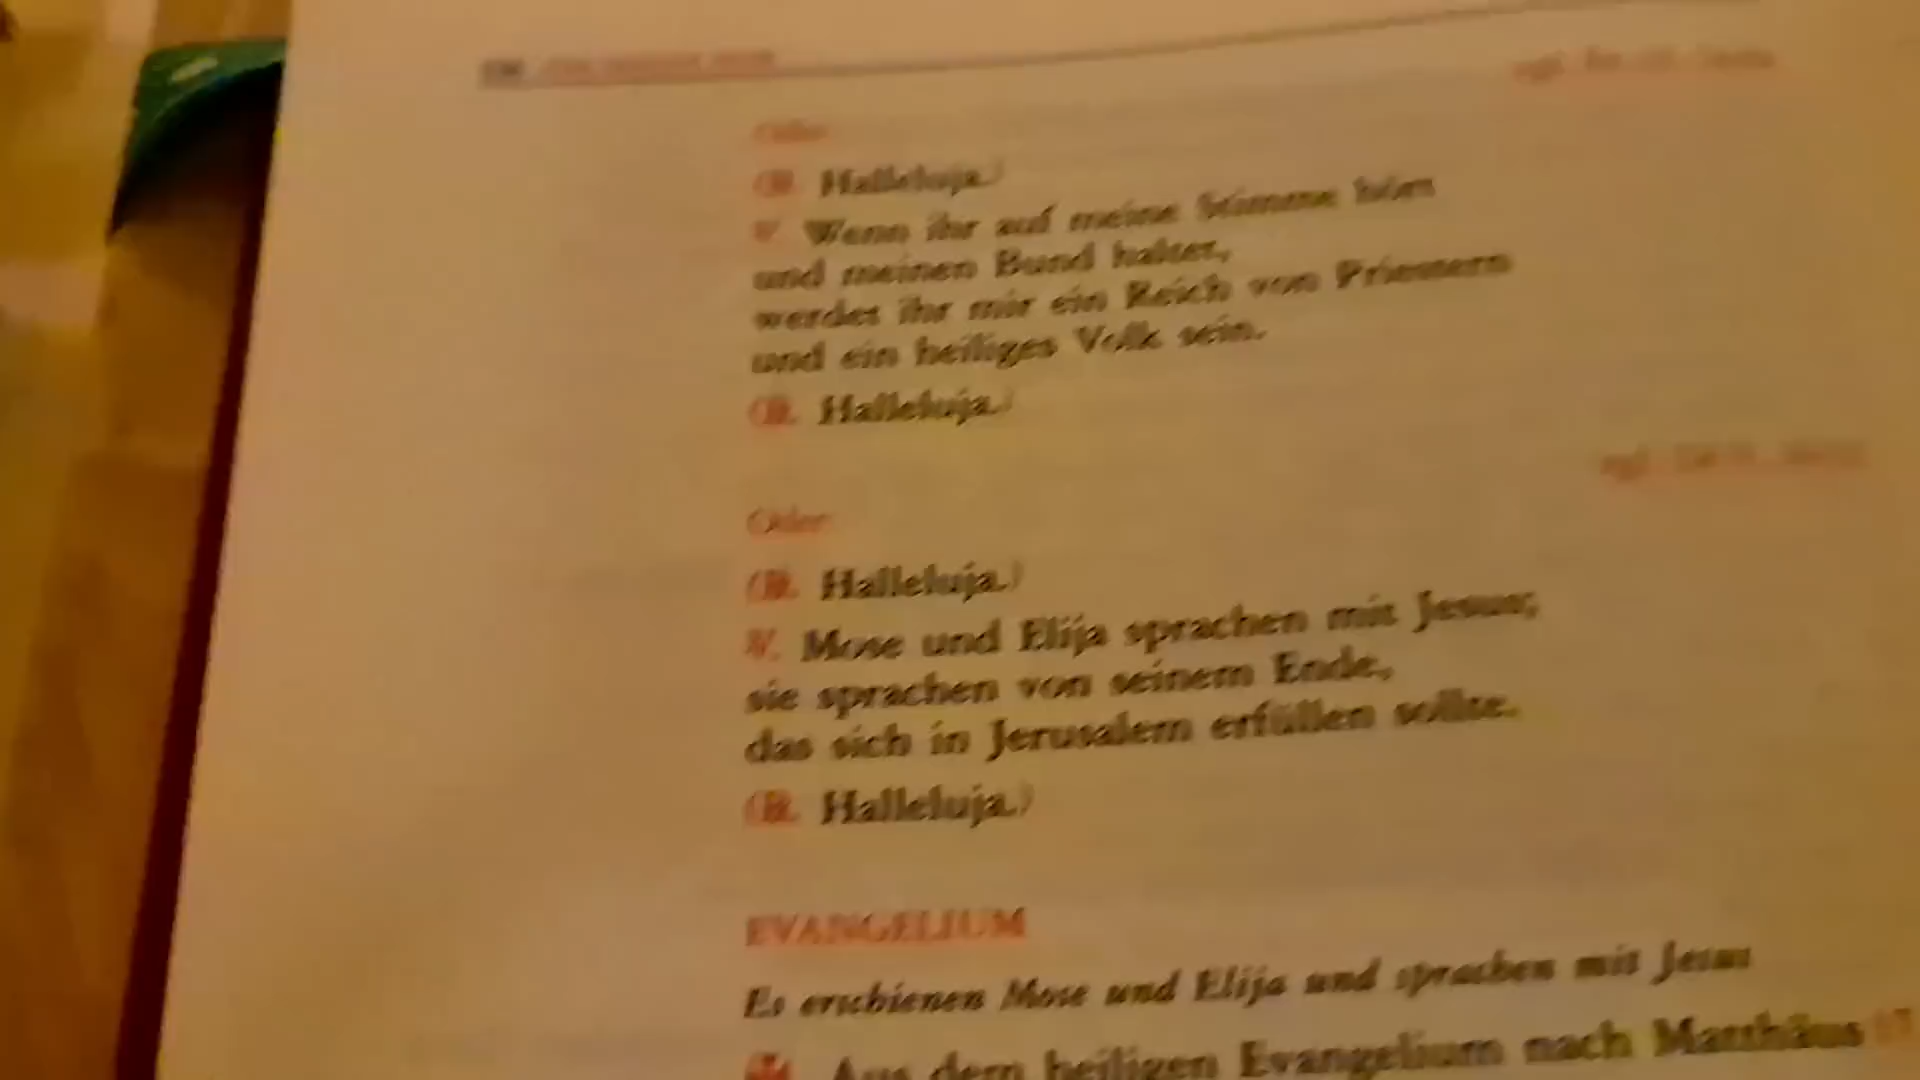 Oder:
(℟. Halleluja.)
℣. Wenn ihr auf meine Stimme hört
und meinen Bund haltet,
werdet ihr mir ein Reich von Priestern
und ein heiliges Volk sein.
(℟. Halleluja.)
Oder:
(℟. Halleluja.)
℣. Mose und Elija sprachen mit Jesus;
sie sprachen von seinem Ende,
das sich in Jerusalem erfüllen sollte.
(℟. Halleluja.)
EVANGELIUM
Es erschienen Mose und Elija und sprachen mit Jesus
✠ Aus dem heiligen Evangelium nach Matthäus